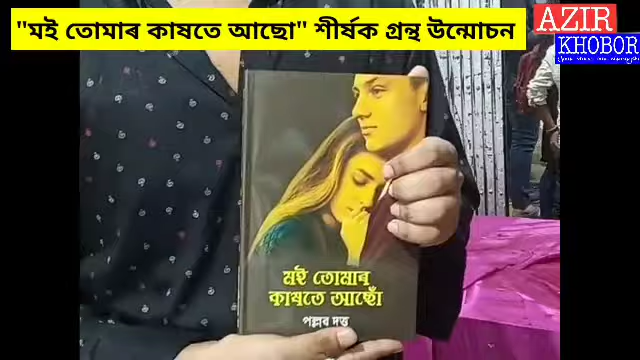 "মই তোমাৰ কাষতে আছো" শীৰ্ষক গ্ৰন্থ উন্মোচন
AZIR
KHOBOR
মই তোমাৰ
কাষতে আছোঁ
পল্লৱ দত্ত